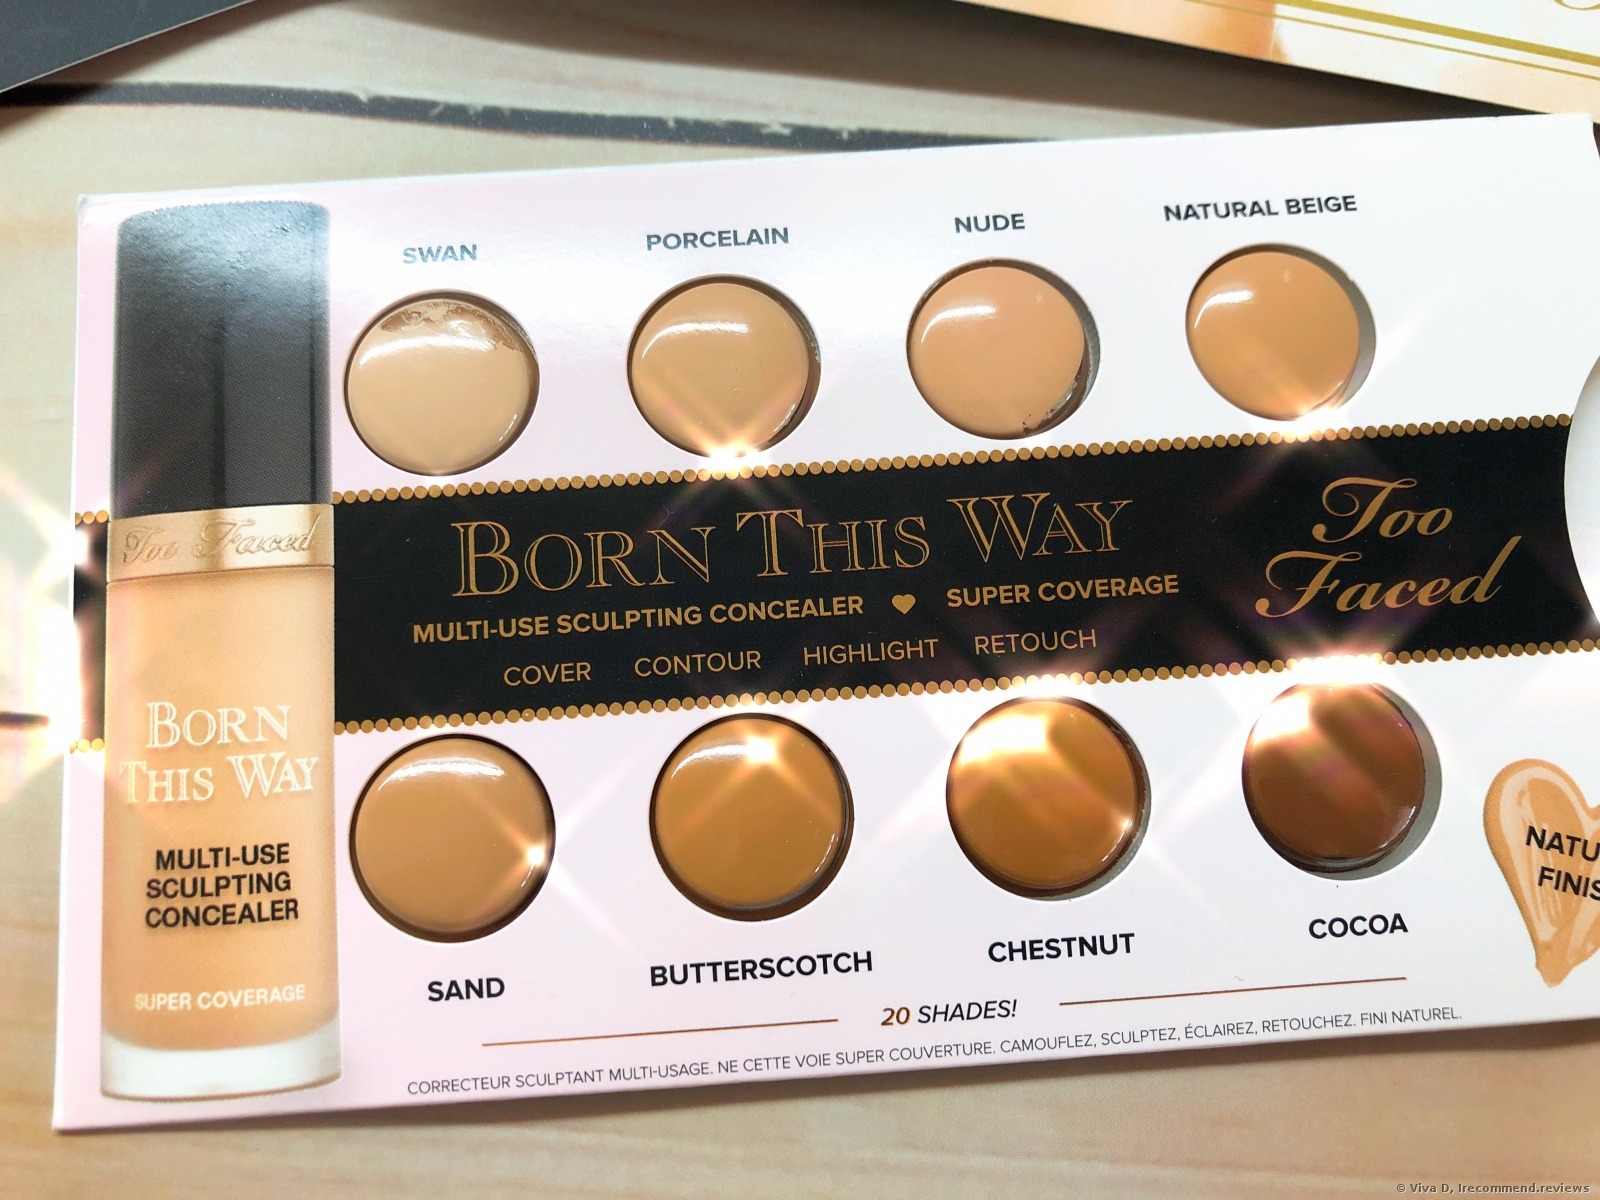 SWAN
PORCELAIN
NUDE
NATURAL BEIGE
Too Faced
BORN
THIS WAY
MULTI-USE
SCULPTING
CONCEALER
SUPER COVERAGE
BORN THIS WAY
MULTI-USE SCULPTING CONCEALER ♥ SUPER COVERAGE
COVER CONTOUR HIGHLIGHT RETOUCH
Too
Faced
SAND
BUTTERSCOTCH
CHESTNUT
COCOA
20 SHADES!
CORRECTEUR SCULPTANT MULTI-USAGE. NE CETTE VOIE SUPER COUVERTURE. CAMOUFLEZ, SCULPTEZ, ÉCLAIREZ, RETOUCHEZ. FINI NATUREL.
© Viva D, Irecommend.reviews